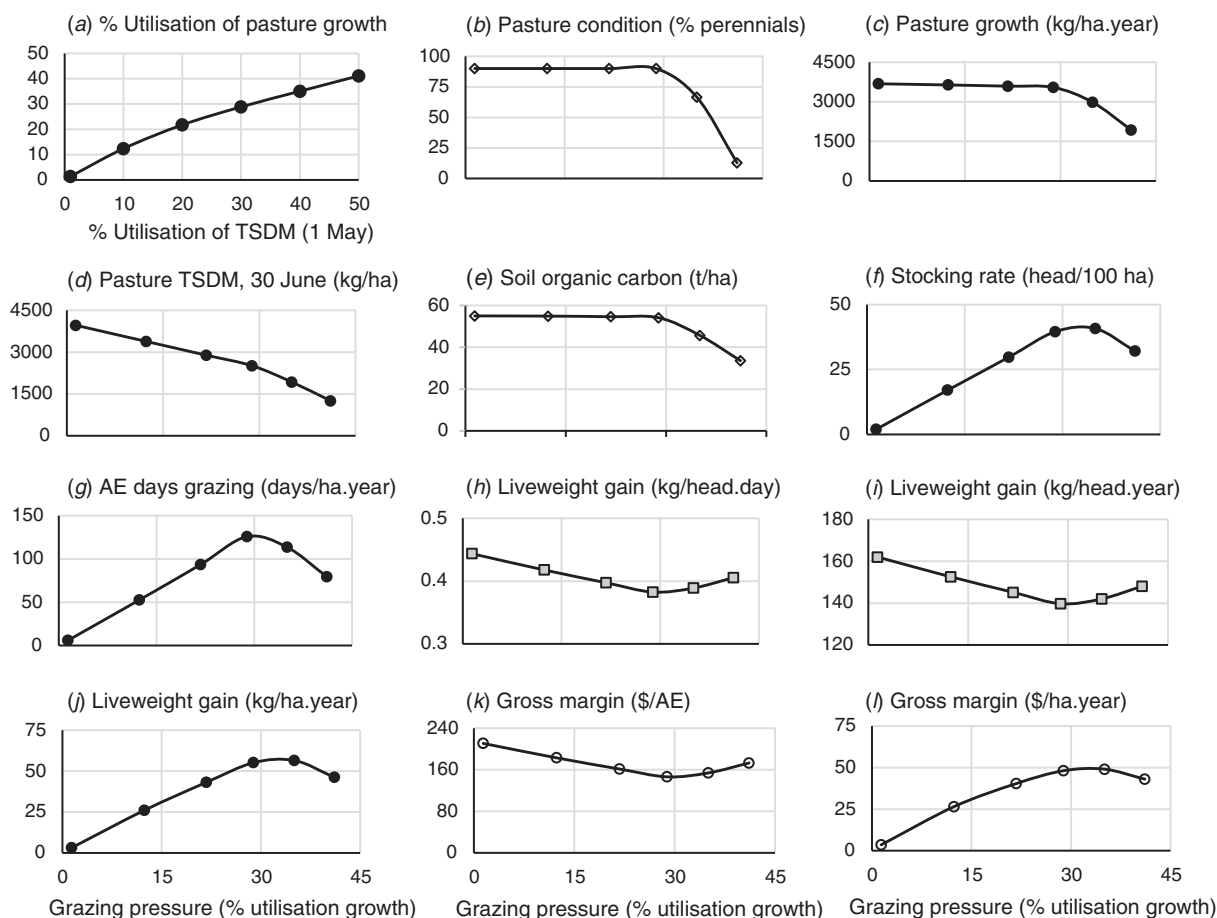 (a) % Utilisation of pasture growth
50
40
30
20
10
0
0 10 20 30 40 50
% Utilisation of TSDM (1 May)
(b) Pasture condition (% perennials)
100
75
50
25
0
(c) Pasture growth (kg/ha.year)
4500
3000
1500
0
(d) Pasture TSDM, 30 June (kg/ha)
4500
3000
1500
0
(e) Soil organic carbon (t/ha)
60
40
20
0
(f) Stocking rate (head/100 ha)
50
25
0
(g) AE days grazing (days/ha.year)
150
100
50
0
(h) Liveweight gain (kg/head.day)
0.5
0.4
0.3
(i) Liveweight gain (kg/head.year)
180
160
140
120
(j) Liveweight gain (kg/ha.year)
75
50
25
0
0 15 30 45
Grazing pressure (% utilisation growth)
(k) Gross margin ($/AE)
240
160
80
0
0 15 30 45
Grazing pressure (% utilisation growth)
(l) Gross margin ($/ha.year)
75
50
25
0
0 15 30 45
Grazing pressure (% utilisation growth)